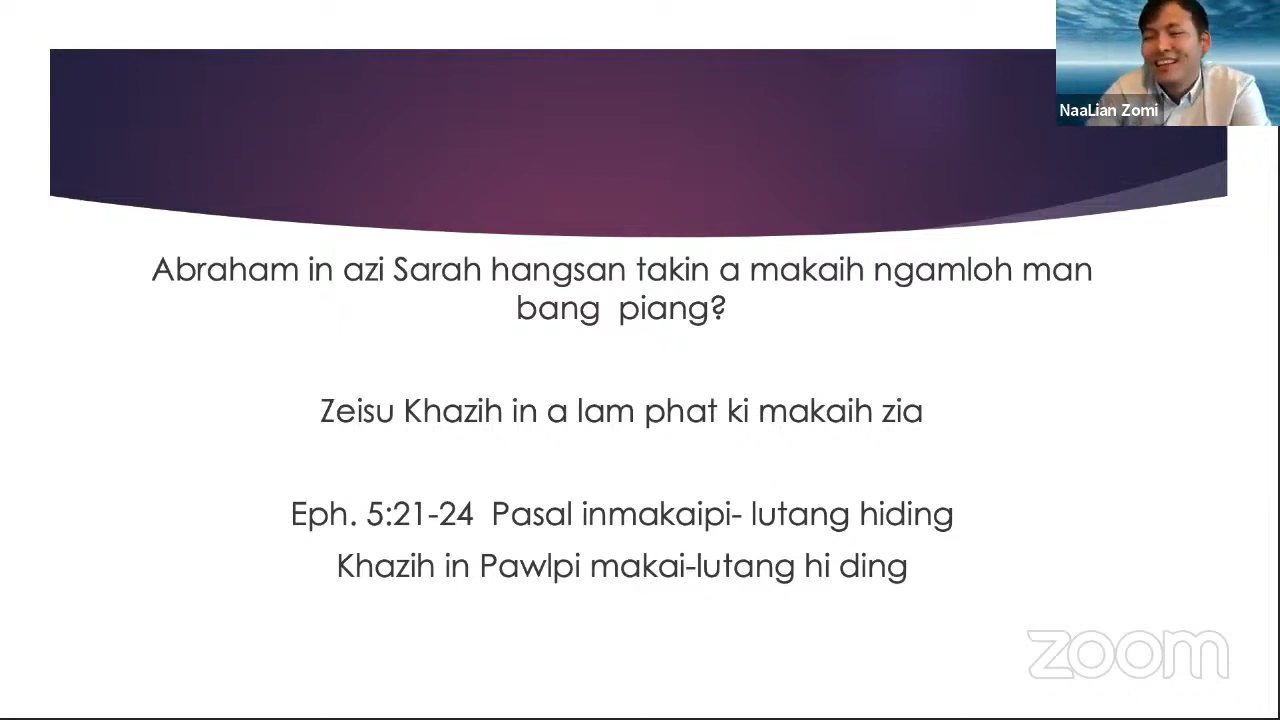 NaaLian Zomi
Abraham in azi Sarah hangsan takin a makaih ngamloh man
bang  piang?
Zeisu Khazih in a lam phat ki makaih zia
Eph. 5:21-24  Pasal inmakaipi- lutang hiding
Khazih in Pawlpi makai-lutang hi ding
zoom